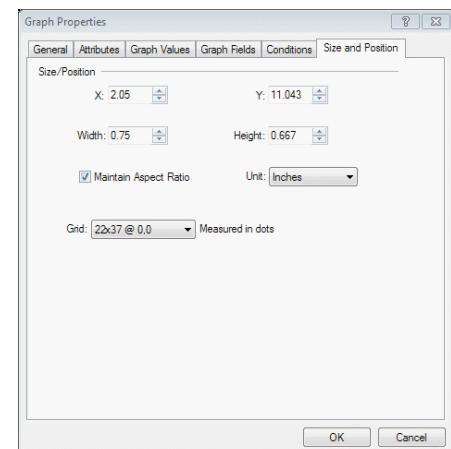 Graph Properties
General Attributes Graph Values Graph Fields Conditions Size and Position
Size/Position
X: 2.05 Y: 11.043
Width: 0.75 Height: 0.667
Maintain Aspect Ratio Unit: Inches
Grid: 22x37 @ 0,0 Measured in dots
OK Cancel